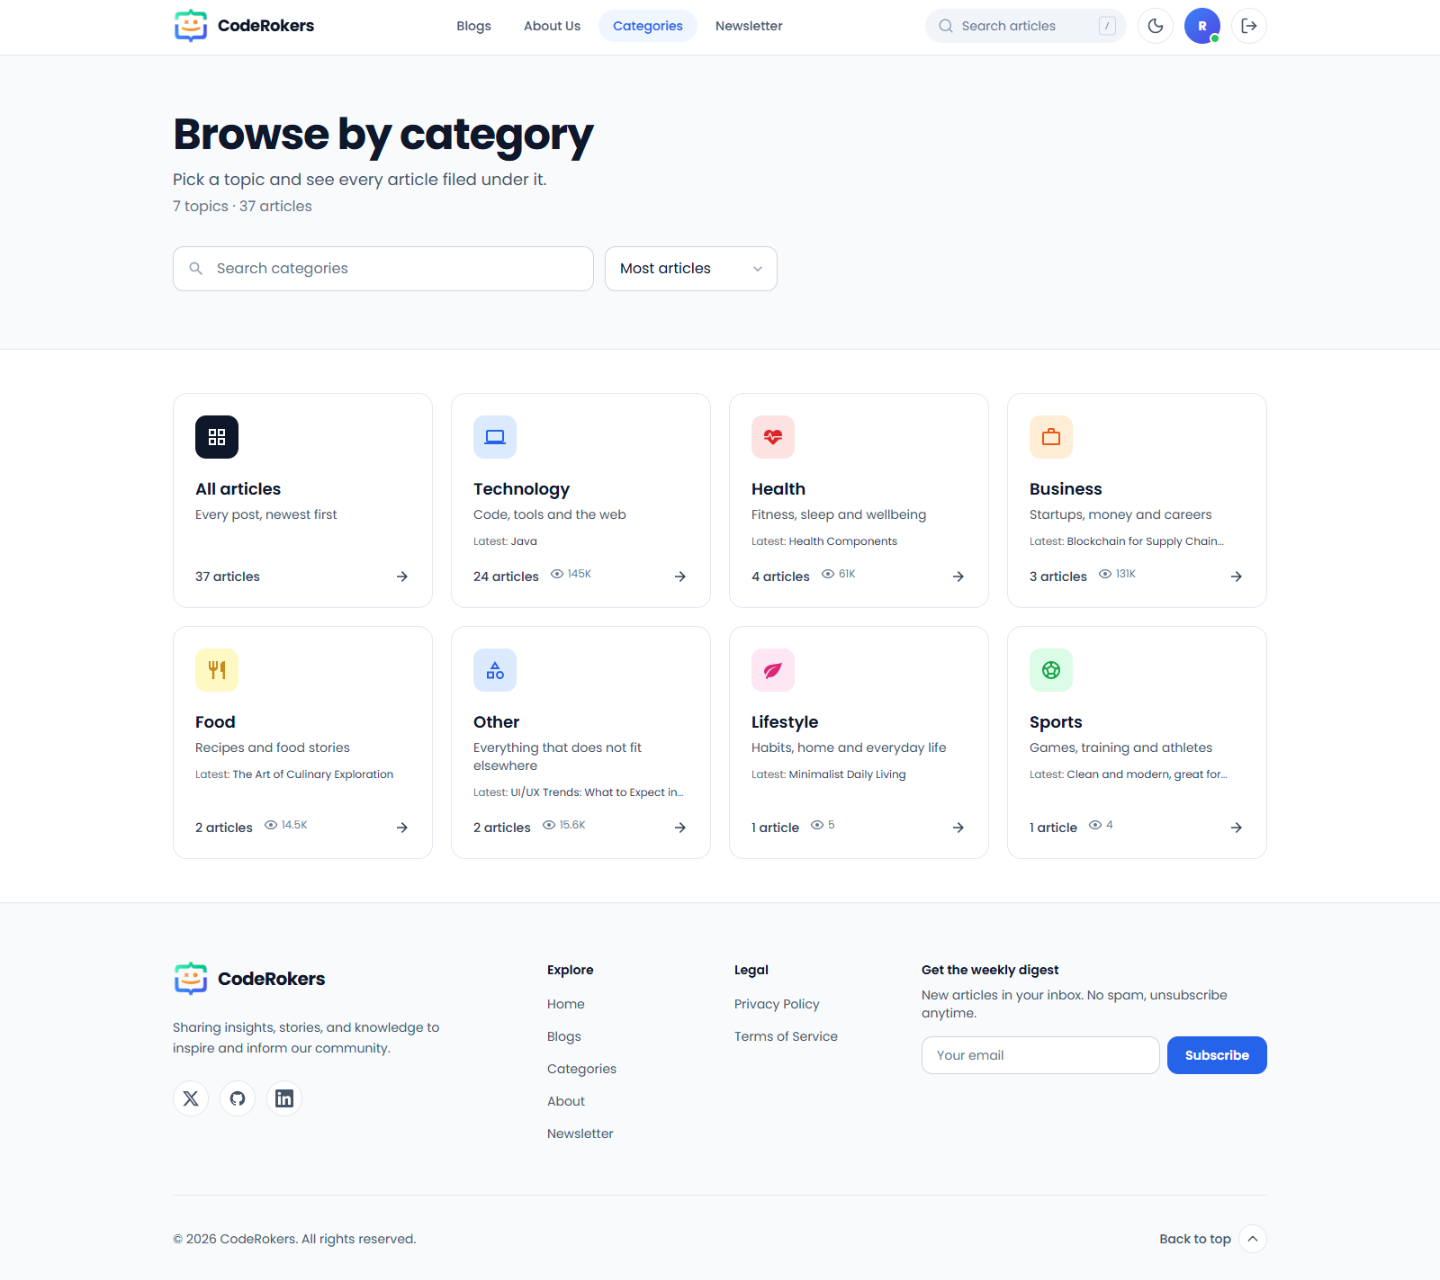 CodeRokers
Blogs
About Us
Categories
Newsletter
Search articles
/
R
Browse by category
Pick a topic and see every article filed under it.
7 topics · 37 articles
Search categories
Most articles
All articles
Every post, newest first
37 articles
Technology
Code, tools and the web
Latest: Java
24 articles 145K
Health
Fitness, sleep and wellbeing
Latest: Health Components
4 articles 61K
Business
Startups, money and careers
Latest: Blockchain for Supply Chain...
3 articles 131K
Food
Recipes and food stories
Latest: The Art of Culinary Exploration
2 articles 14.5K
Other
Everything that does not fit
elsewhere
Latest: UI/UX Trends: What to Expect in...
2 articles 15.6K
Lifestyle
Habits, home and everyday life
Latest: Minimalist Daily Living
1 article 5
Sports
Games, training and athletes
Latest: Clean and modern, great for...
1 article 4
CodeRokers
Sharing insights, stories, and knowledge to
inspire and inform our community.
Explore
Home
Blogs
Categories
About
Newsletter
Legal
Privacy Policy
Terms of Service
Get the weekly digest
New articles in your inbox. No spam, unsubscribe
anytime.
Your email
Subscribe
© 2026 CodeRokers. All rights reserved.
Back to top